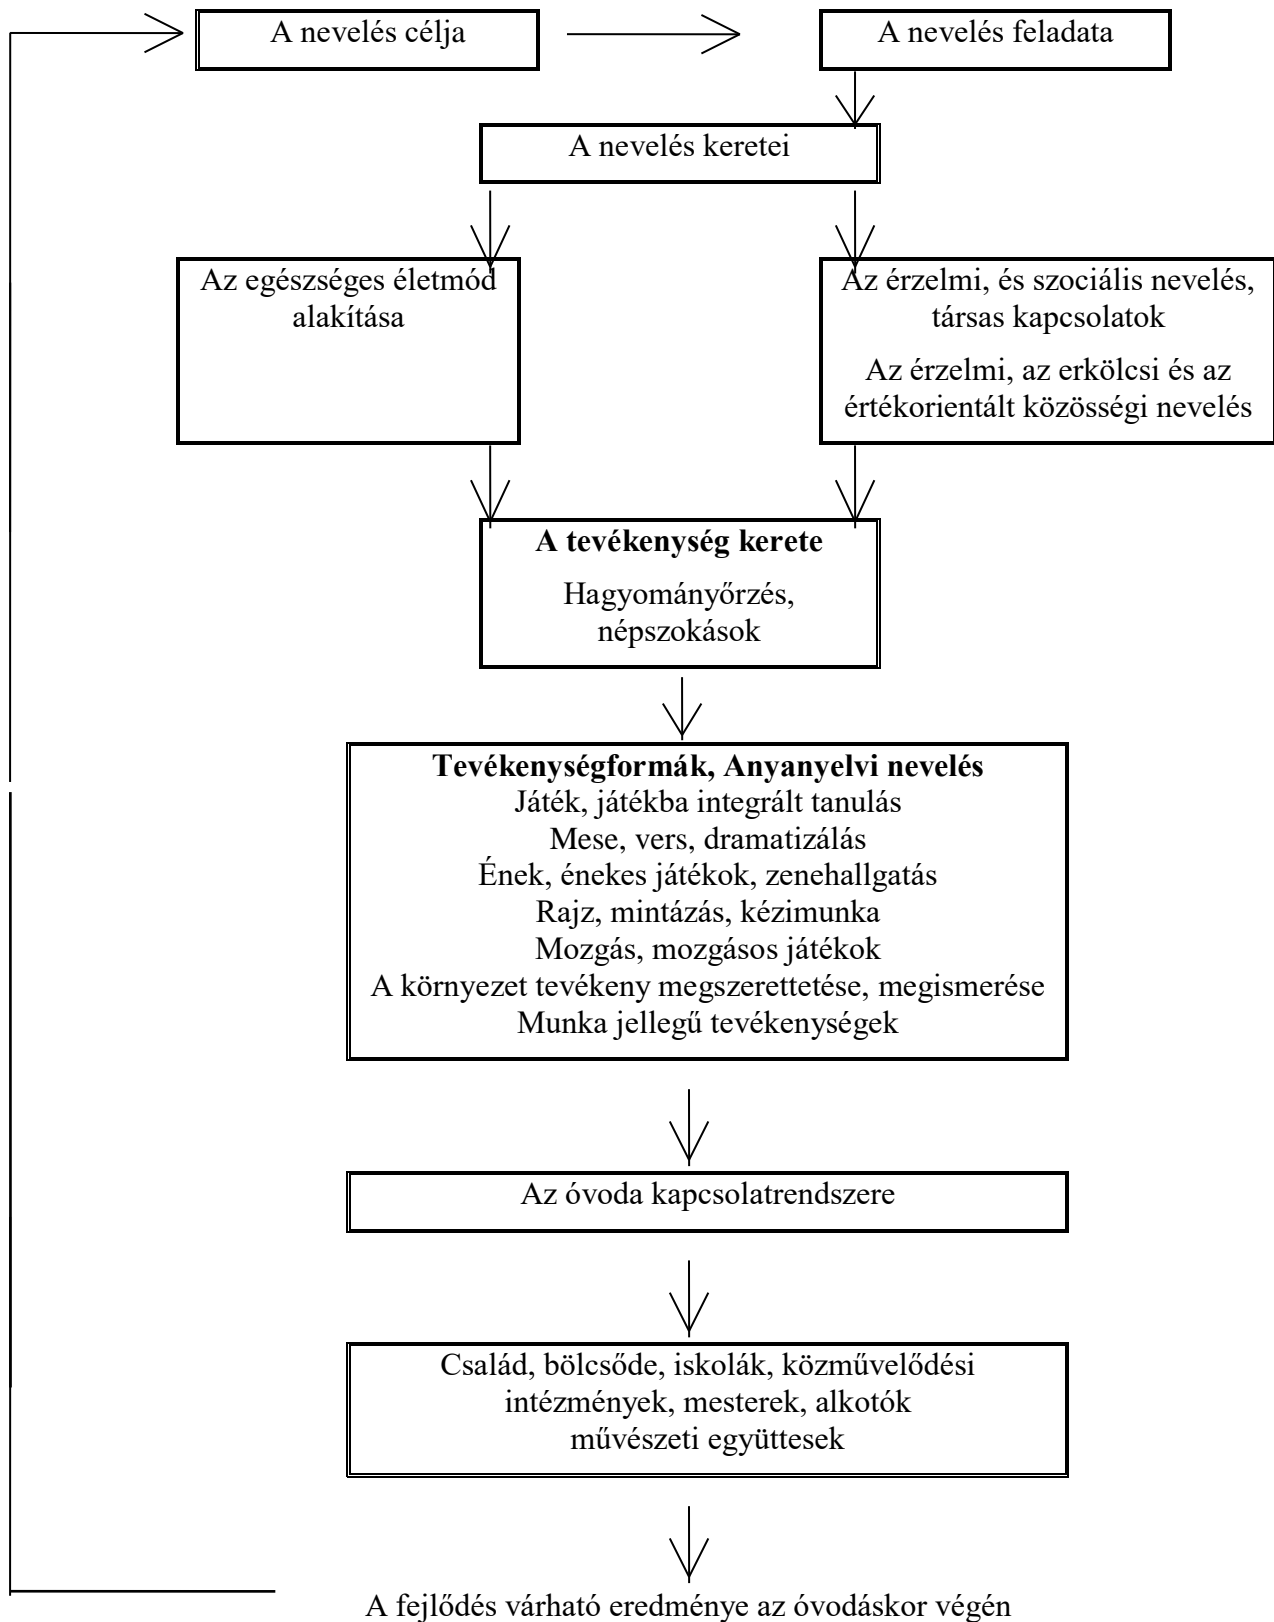 A nevelés célja
A nevelés feladata
A nevelés keretei
Az egészséges életmód
alakítása
Az érzelmi, és szociális nevelés,
társas kapcsolatok
Az érzelmi, az erkölcsi és az
értékorientált közösségi nevelés
A tevékenység kerete
Hagyományőrzés,
népszokások
Tevékenységformák, Anyanyelvi nevelés
Játék, játékba integrált tanulás
Mese, vers, dramatizálás
Ének, énekes játékok, zenehallgatás
Rajz, mintázás, kézimunka
Mozgás, mozgásos játékok
A környezet tevékeny megszerettetése, megismerése
Munka jellegű tevékenységek
Az óvoda kapcsolatrendszere
Család, bölcsőde, iskolák, közművelődési
intézmények, mesterek, alkotók
művészeti együttesek
A fejlődés várható eredménye az óvodáskor végén